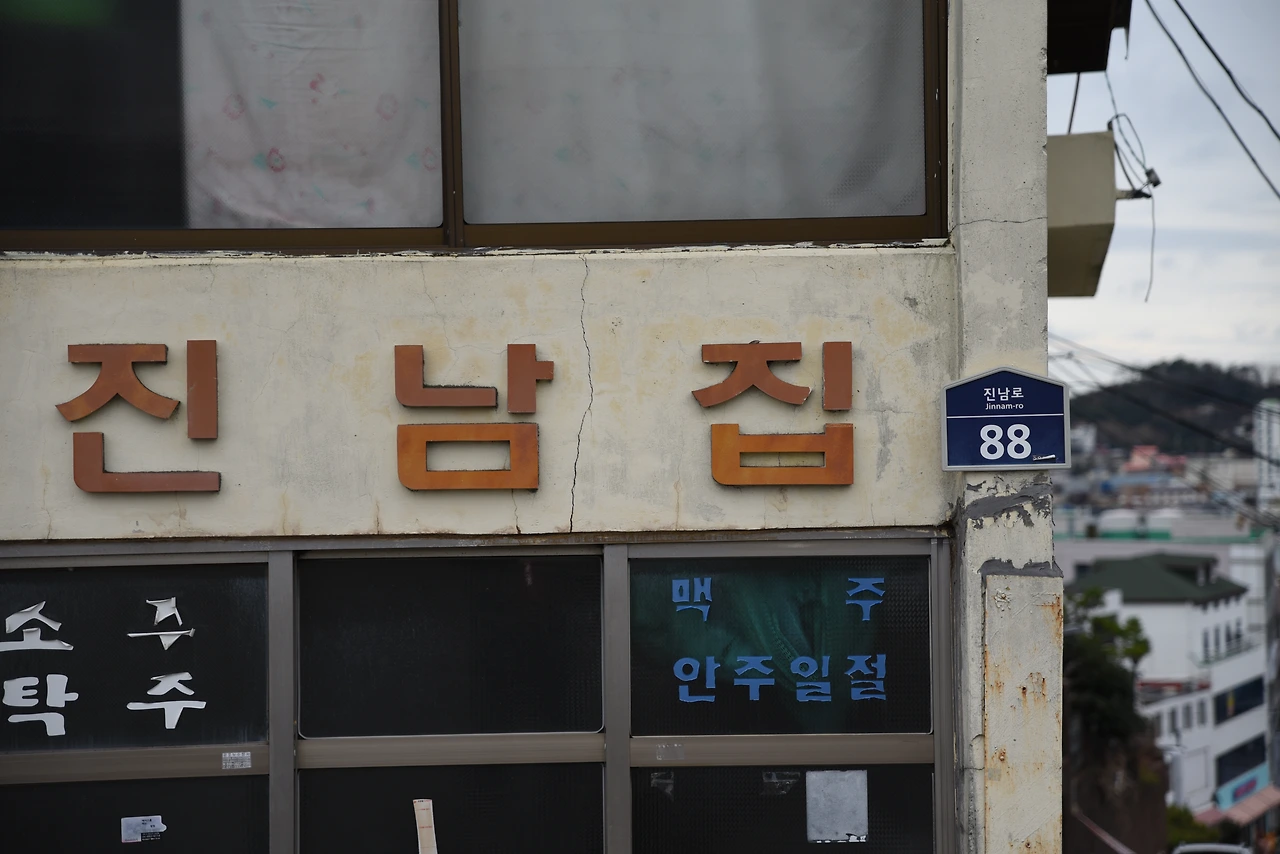 진남집
진남로
Jinnam-ro
88
소 주
탁 주
맥 주
안주일절